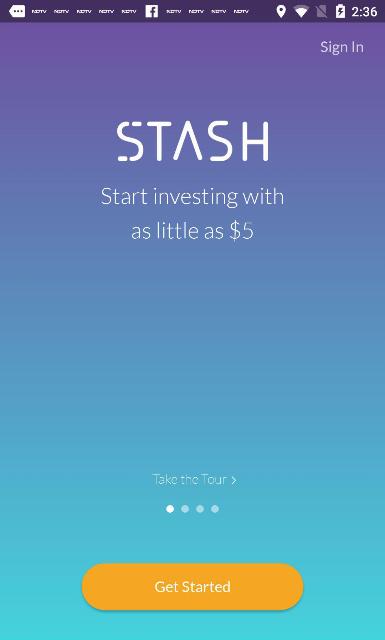 NDTV NDTV NDTV NDTV NDTV NDTV NDTV NDTV NDTV 2:36
Sign In
STASH
Start investing with
as little as $5
Take the Tour >
Get Started